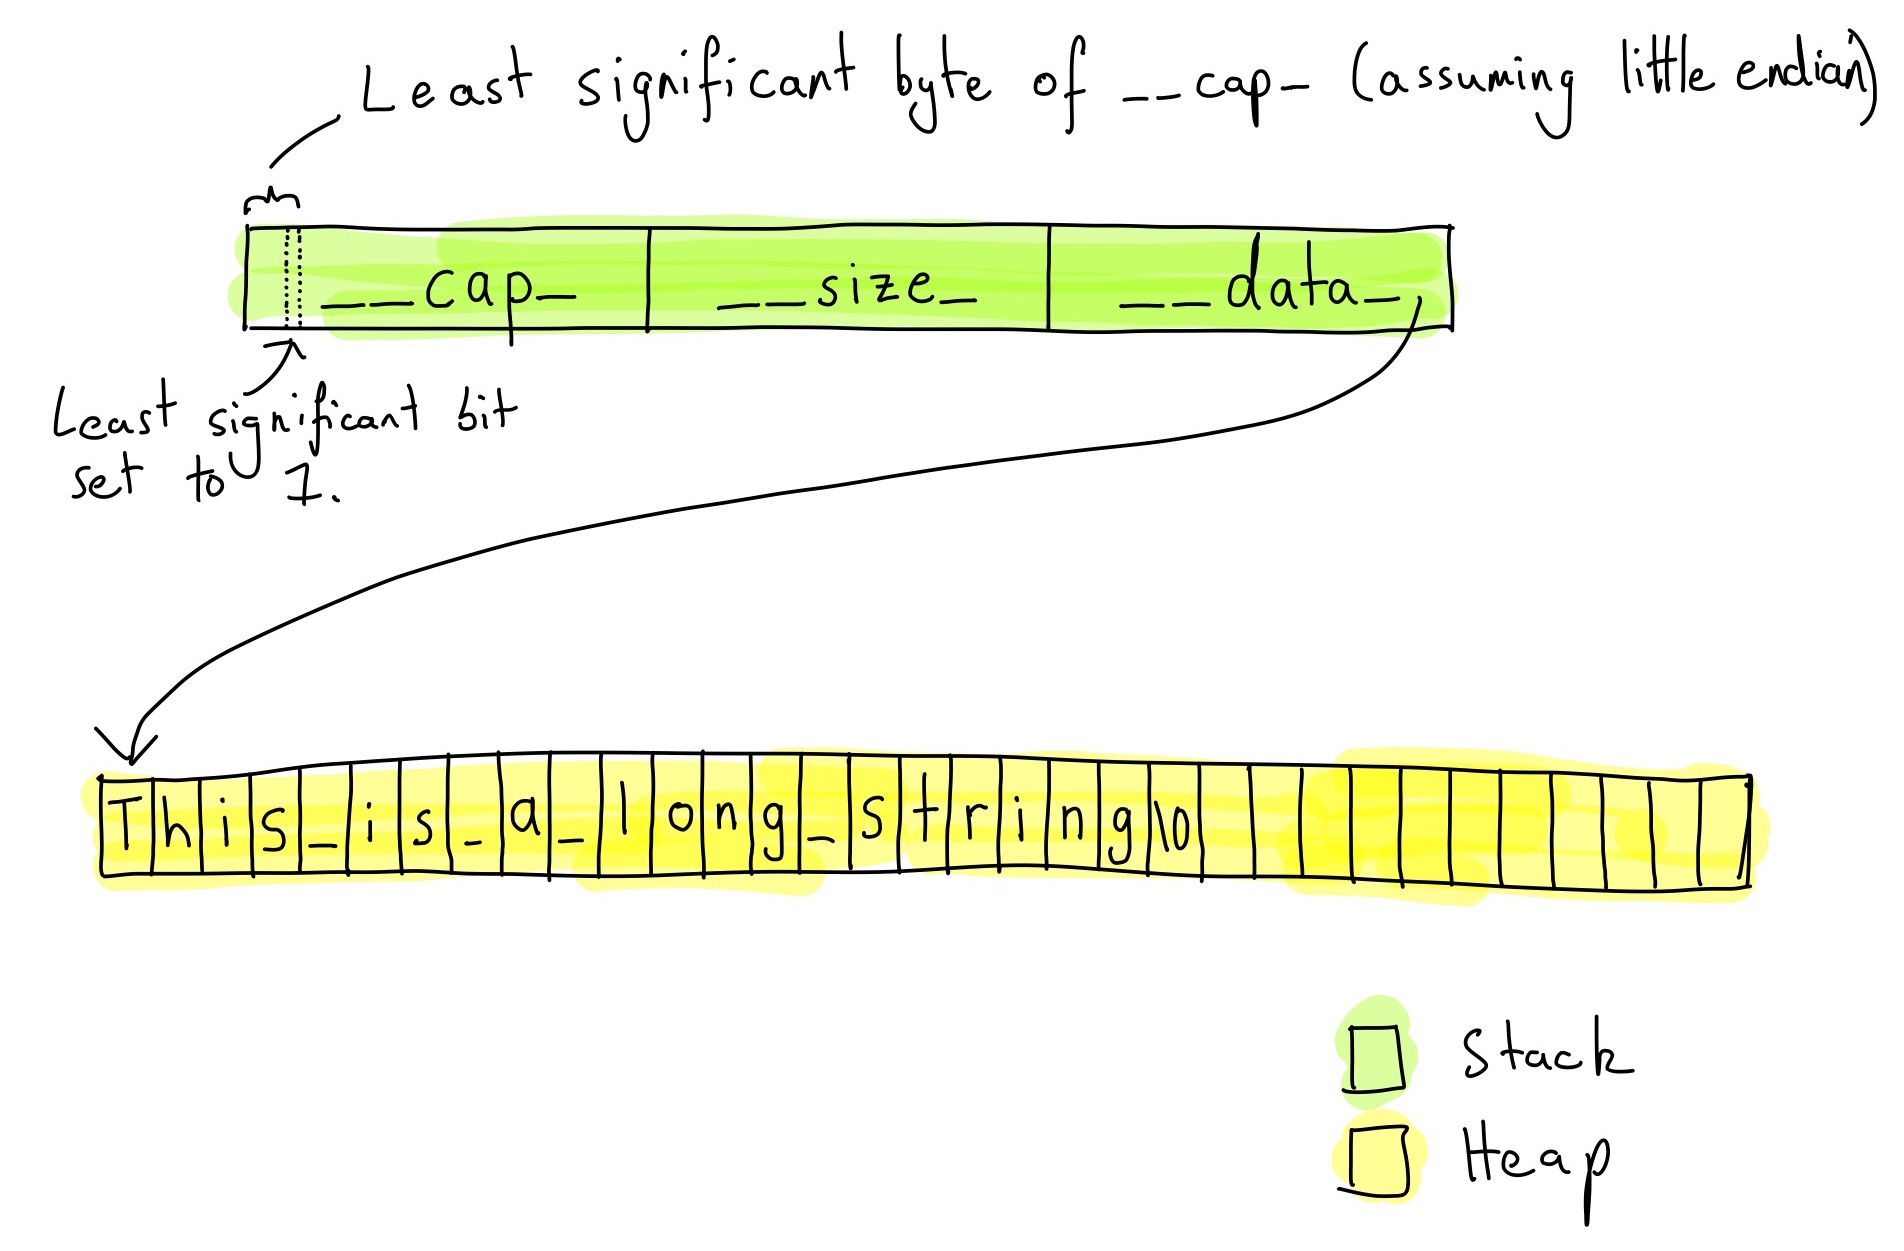 Least significant byte of __cap_ (assuming little endian)
__cap_ __size_ __data_
Least significant bit
set to 1.
This_is_a_long_string\0
Stack
Heap